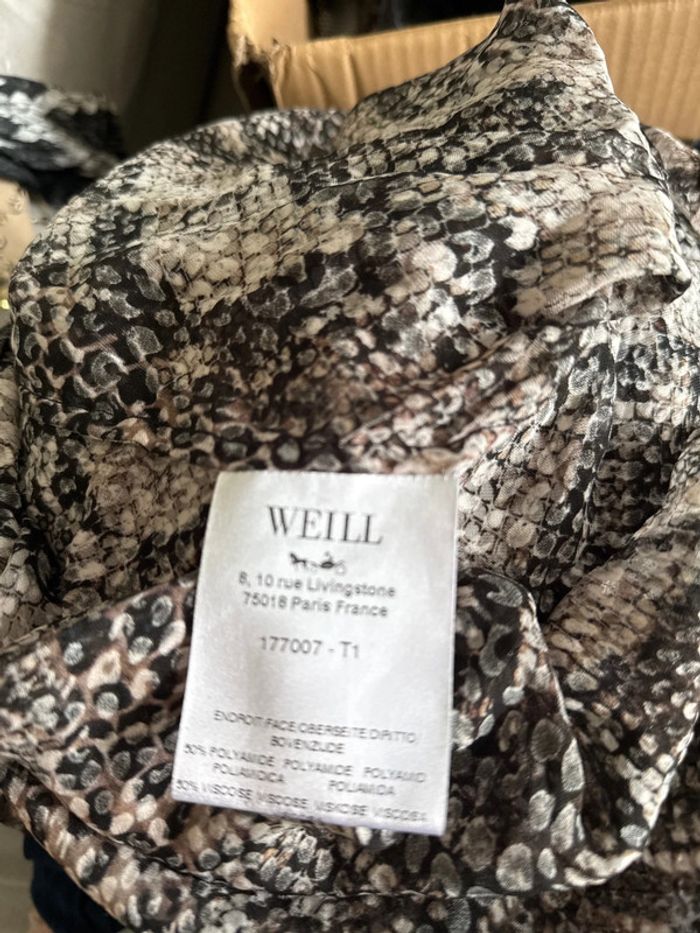 WEILL
8, 10 rue Livingstone
75018 Paris France
177007 - T1
ENDROIT/FACE/OBERSEITE/DIRITTO
BOVENZIJDE
50% POLYAMIDE POLYAMIDE POLYAMID
POLIAMIDICA POLIAMIDA
50% VISCOSE VISCOSE VISKOSE VISCOSA